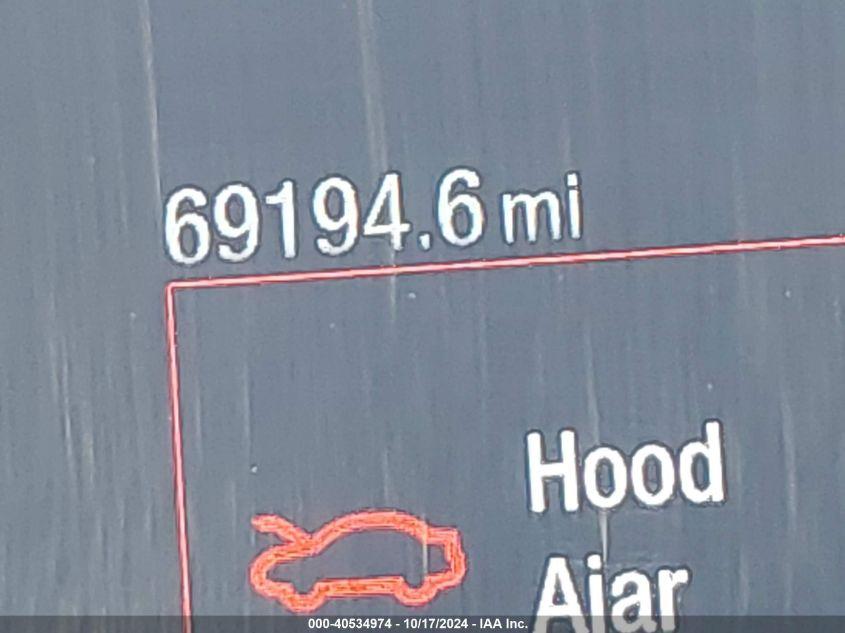 69194.6 mi
Hood
Ajar
000-40534974 - 10/17/2024 - IAA Inc.